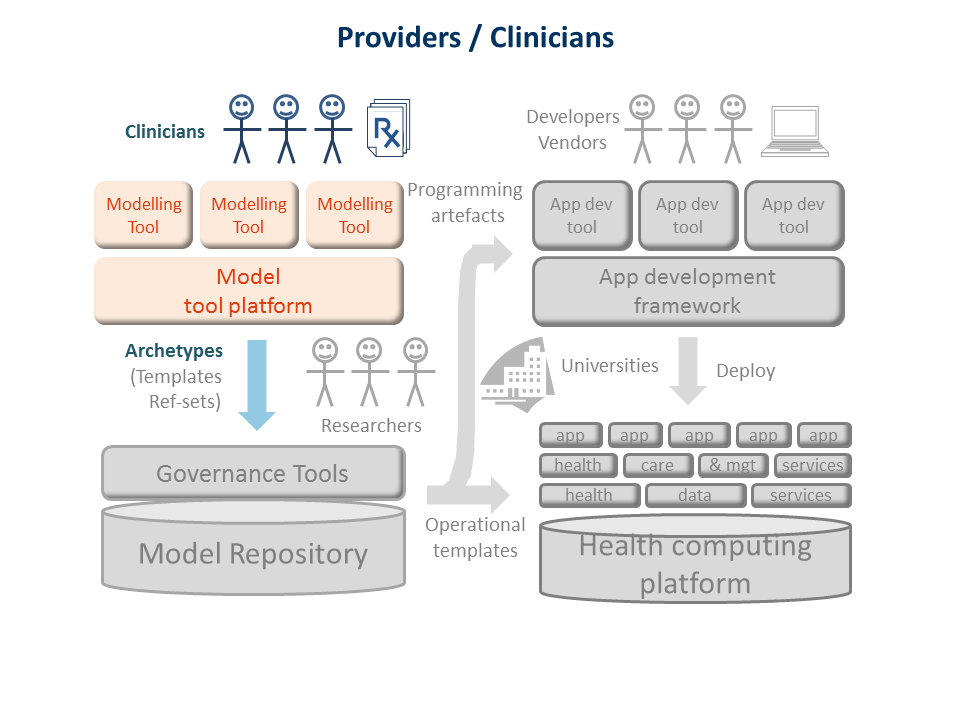 Providers / Clinicians
Clinicians
Rx
Developers
Vendors
Modelling
Tool
Modelling
Tool
Modelling
Tool
Programming
artefacts
App dev
tool
App dev
tool
App dev
tool
Model
tool platform
App development
framework
Archetypes
(Templates
Ref-sets)
Researchers
Universities
Deploy
app
app
app
app
app
health
care
& mgt
services
health
data
services
Governance Tools
Model Repository
Operational
templates
Health computing
platform